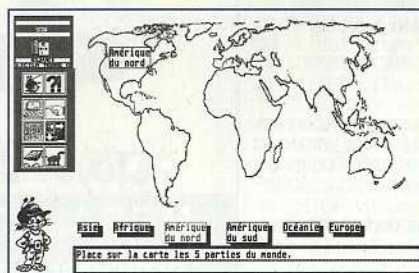 Amérique
du nord
Asie Afrique Amérique Amérique Océanie Europe
du nord du sud
Place sur la carte les 5 parties du monde.